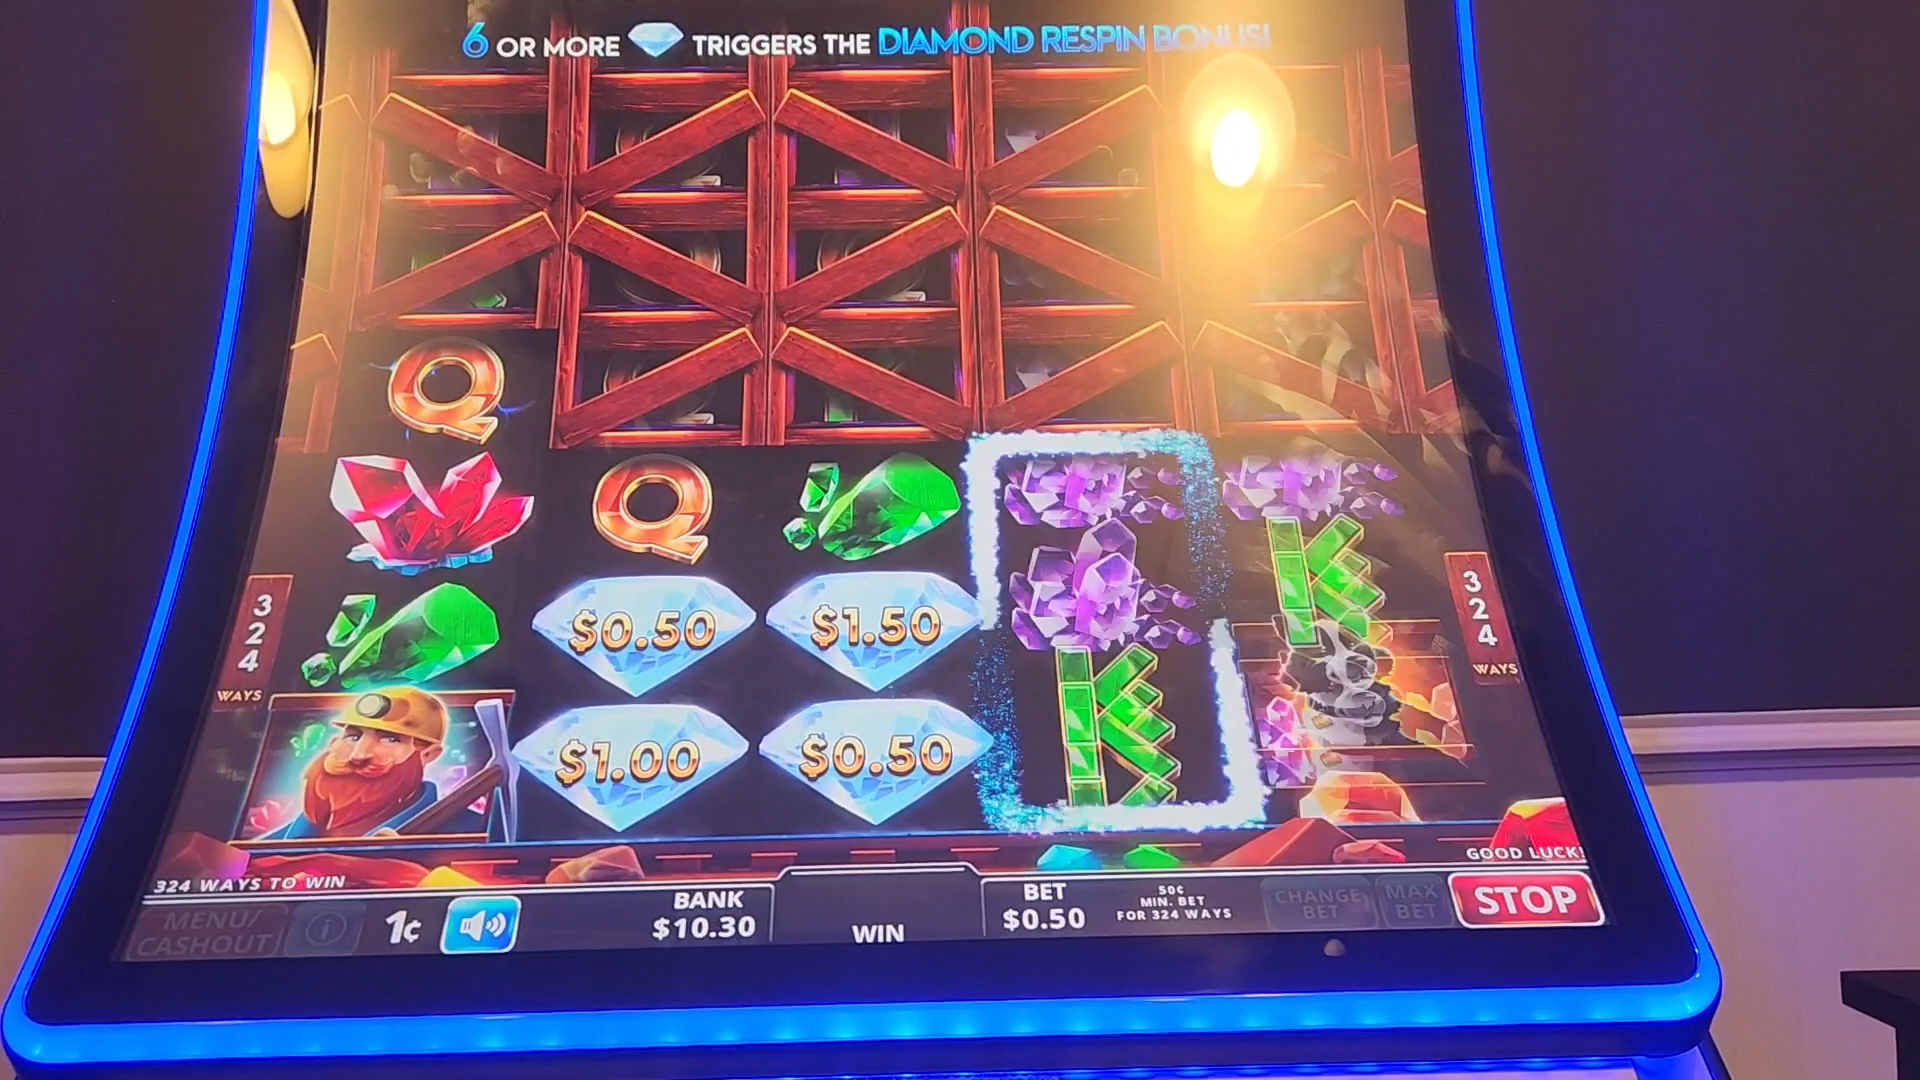 6 OR MORE TRIGGERS THE DIAMOND RESPIN BONUS!
Q
Q
K
$0.50
$1.50
324
WAYS
324
WAYS
$1.00
$0.50
K
GOOD LUCK!
324 WAYS TO WIN
MENU/
CASHOUT
1¢
BANK
$10.30
WIN
BET
$0.50
50¢
MIN. BET
FOR 324 WAYS
CHANGE
BET
MAX
BET
STOP